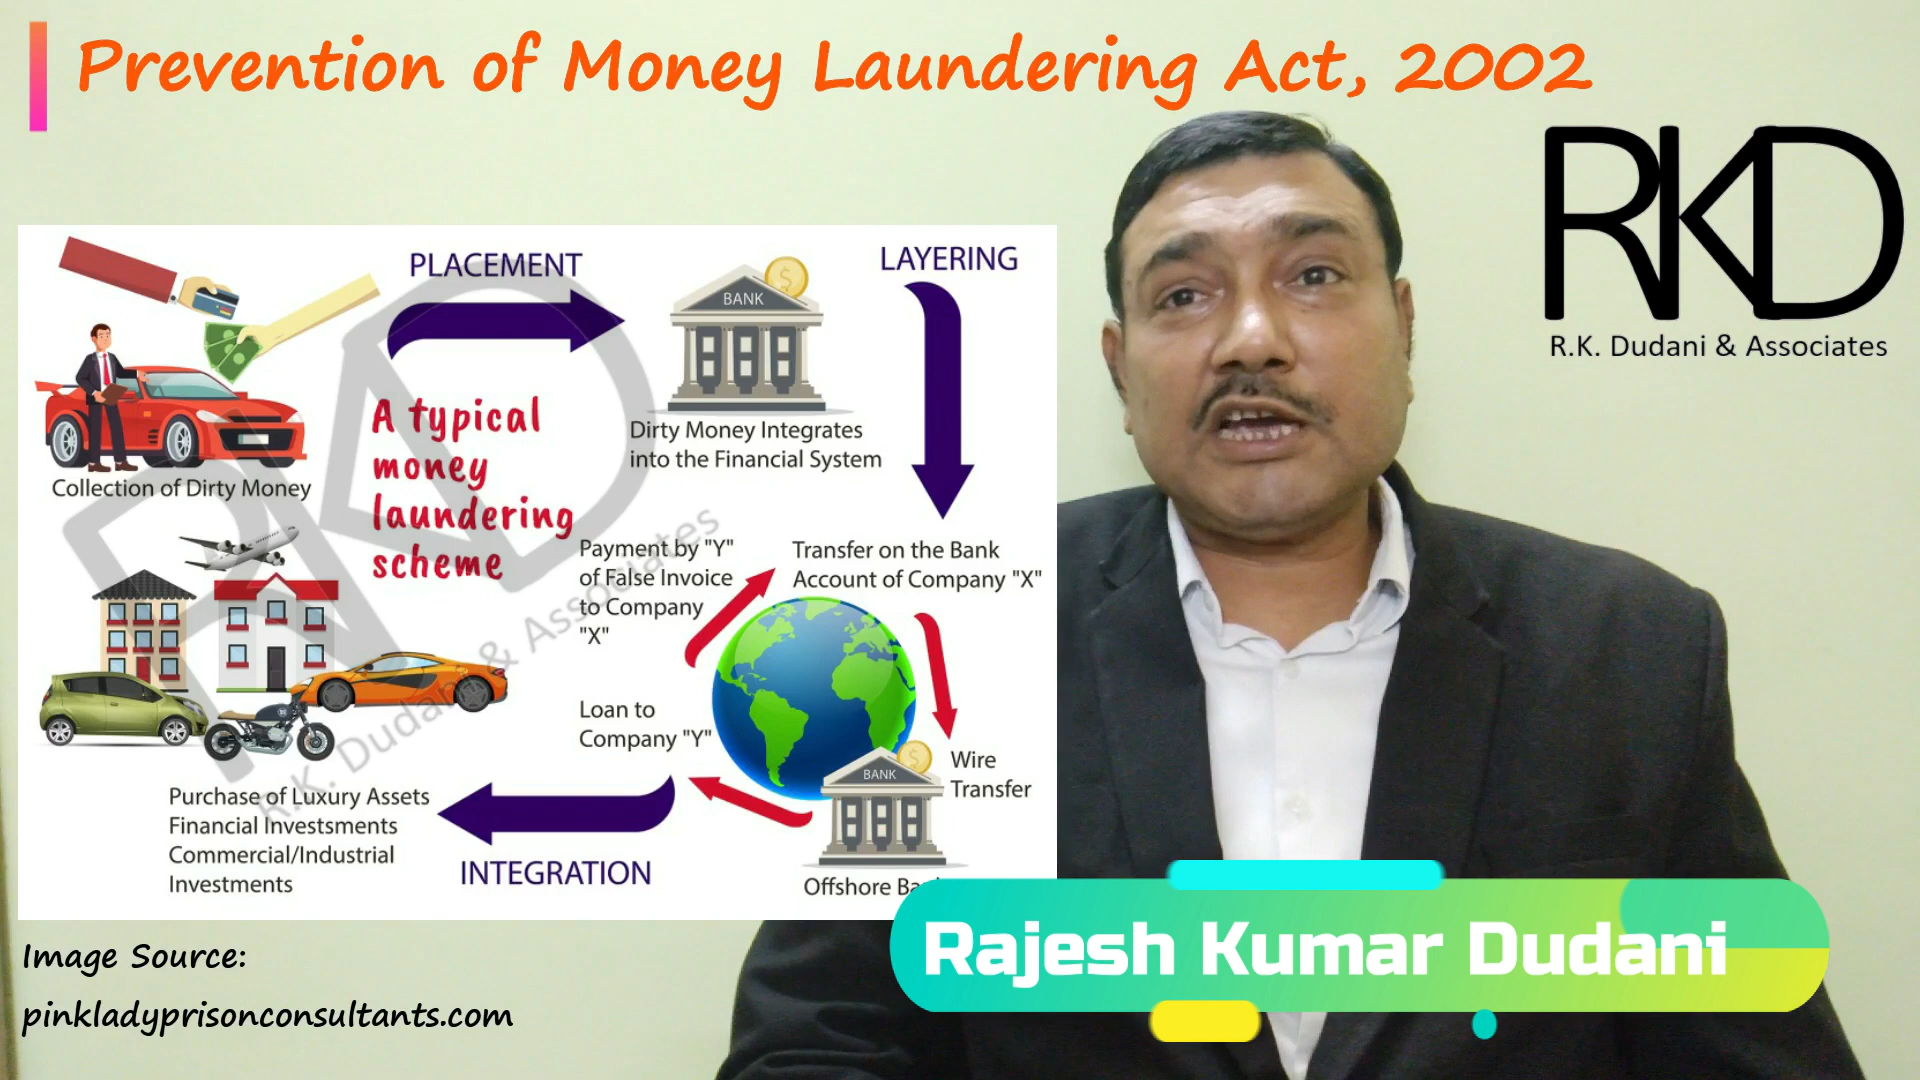 Prevention of Money Laundering Act, 2002
RKD
R.K. Dudani & Associates
PLACEMENT
LAYERING
BANK
Collection of Dirty Money
A typical
money
laundering
scheme
Dirty Money Integrates
into the Financial System
Payment by "Y"
of False Invoice
to Company
"X"
Transfer on the Bank
Account of Company "X"
Loan to
Company "Y"
Wire
Transfer
BANK
Offshore
Purchase of Luxury Assets
Financial Investsments
Commercial/Industrial
Investments
INTEGRATION
RKD
R.K. Dudani & Associates
Image Source:
pinkladyprisonconsultants.com
Rajesh Kumar Dudani